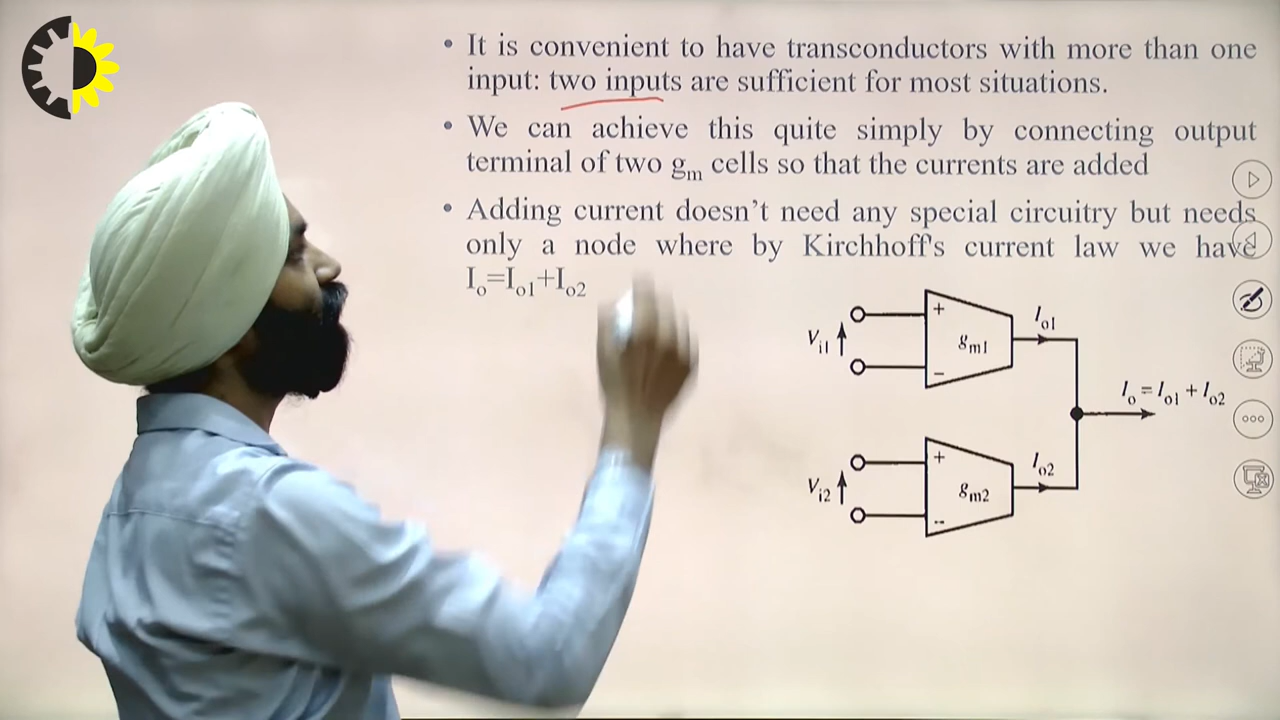 • It is convenient to have transconductors with more than one
input: two inputs are sufficient for most situations.
• We can achieve this quite simply by connecting output
terminal of two gm cells so that the currents are added
• Adding current doesn't need any special circuitry but needs
only a node where by Kirchhoff's current law we have
Io=Io1+Io2
Vi1
+
-
gm1
Io1
Io = Io1 + Io2
Vi2
+
--
gm2
Io2